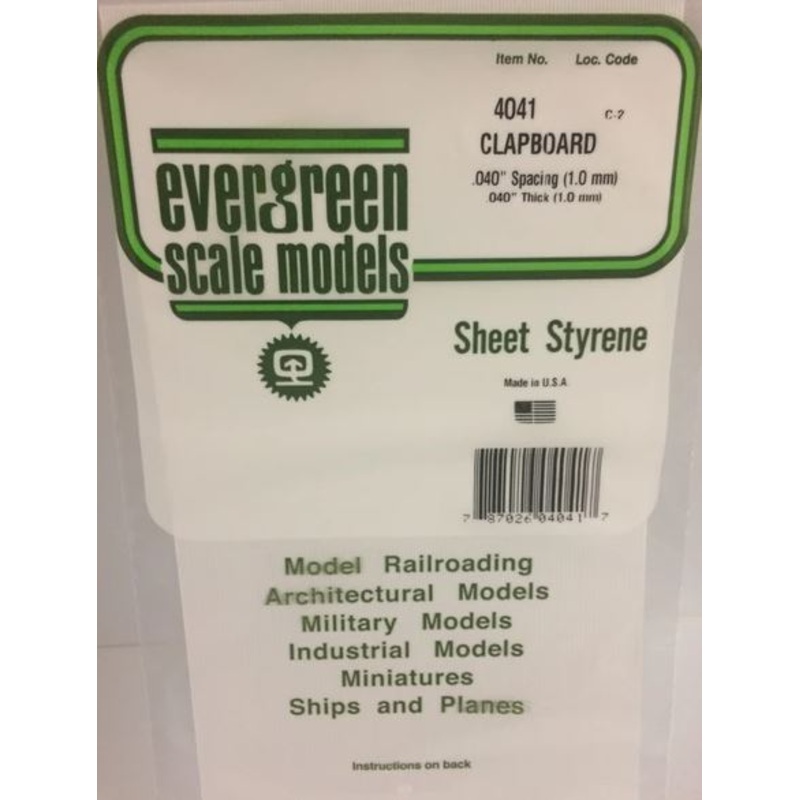 Item No. Loc. Code
4041 C-2
CLAPBOARD
.040" Spacing (1.0 mm)
.040" Thick (1.0 mm)
evergreen
scale models
Sheet Styrene
Made in U.S.A.
7 87026 04041 7
Model Railroading
Architectural Models
Military Models
Industrial Models
Miniatures
Ships and Planes
Instructions on back